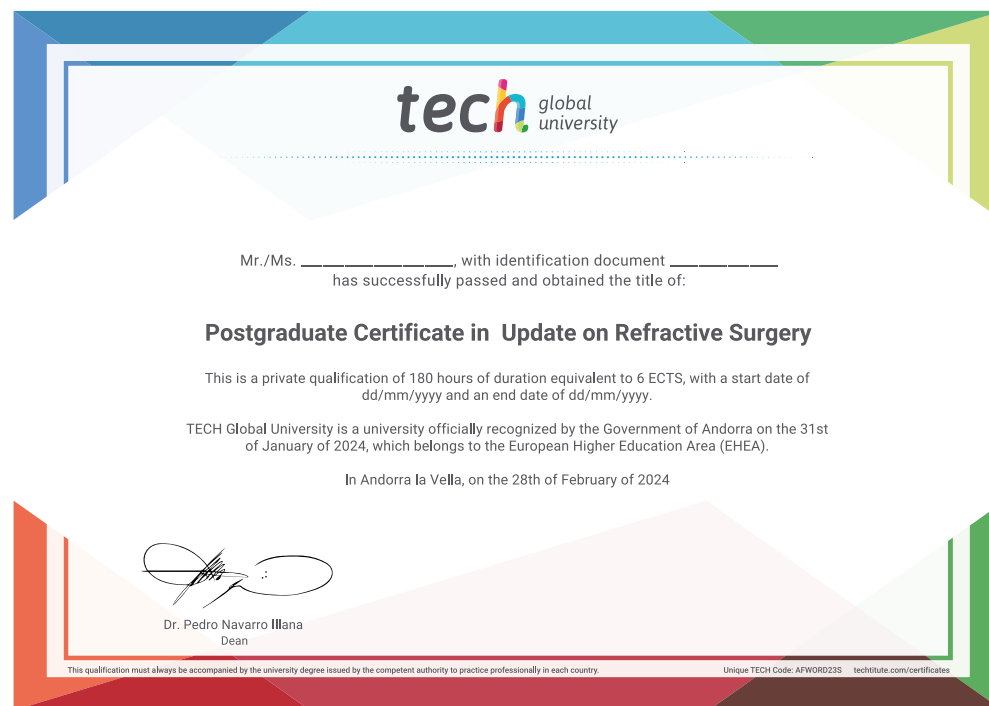 tech global university
Mr./Ms. ________________, with identification document ____________
has successfully passed and obtained the title of:
Postgraduate Certificate in Update on Refractive Surgery
This is a private qualification of 180 hours of duration equivalent to 6 ECTS, with a start date of
dd/mm/yyyy and an end date of dd/mm/yyyy.
TECH Global University is a university officially recognized by the Government of Andorra on the 31st
of January of 2024, which belongs to the European Higher Education Area (EHEA).
In Andorra la Vella, on the 28th of February of 2024
Dr. Pedro Navarro Illana
Dean
This qualification must always be accompanied by the university degree issued by the competent authority to practice professionally in each country.
Unique TECH Code: AFWORD23S techtitute.com/certificates